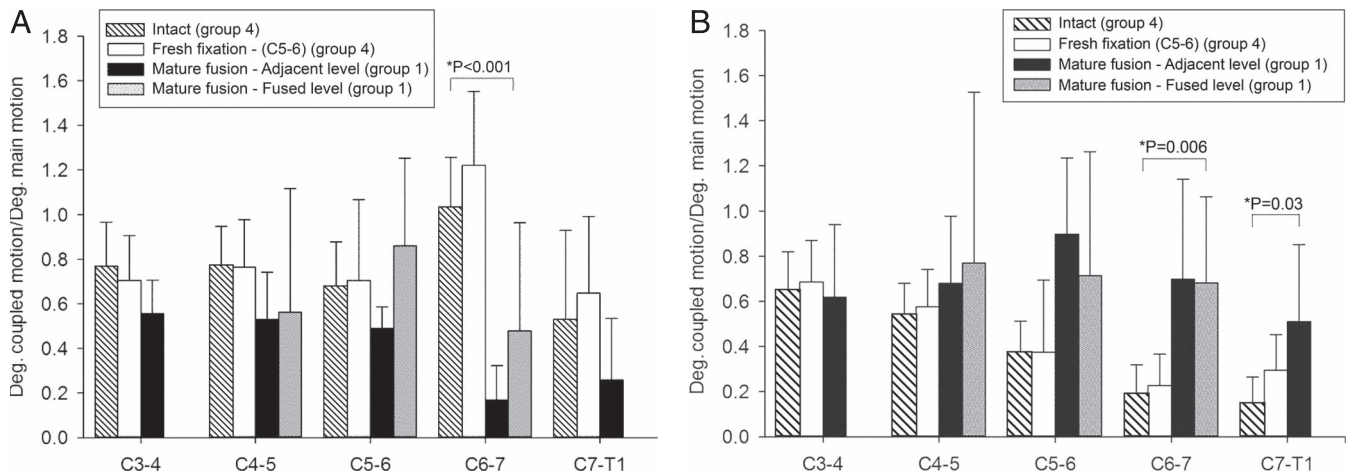 A
Intact (group 4)
Fresh fixation - (C5-6) (group 4)
Mature fusion - Adjacent level (group 1)
Mature fusion - Fused level (group 1)
*P<0.001
Deg. coupled motion/Deg. main motion
1.8
1.6
1.4
1.2
1.0
0.8
0.6
0.4
0.2
0.0
C3-4 C4-5 C5-6 C6-7 C7-T1
B
Intact (group 4)
Fresh fixation (C5-6) (group 4)
Mature fusion - Adjacent level (group 1)
Mature fusion - Fused level (group 1)
*P=0.006
*P=0.03
Deg. coupled motion/Deg. main motion
1.8
1.6
1.4
1.2
1.0
0.8
0.6
0.4
0.2
0.0
C3-4 C4-5 C5-6 C6-7 C7-T1